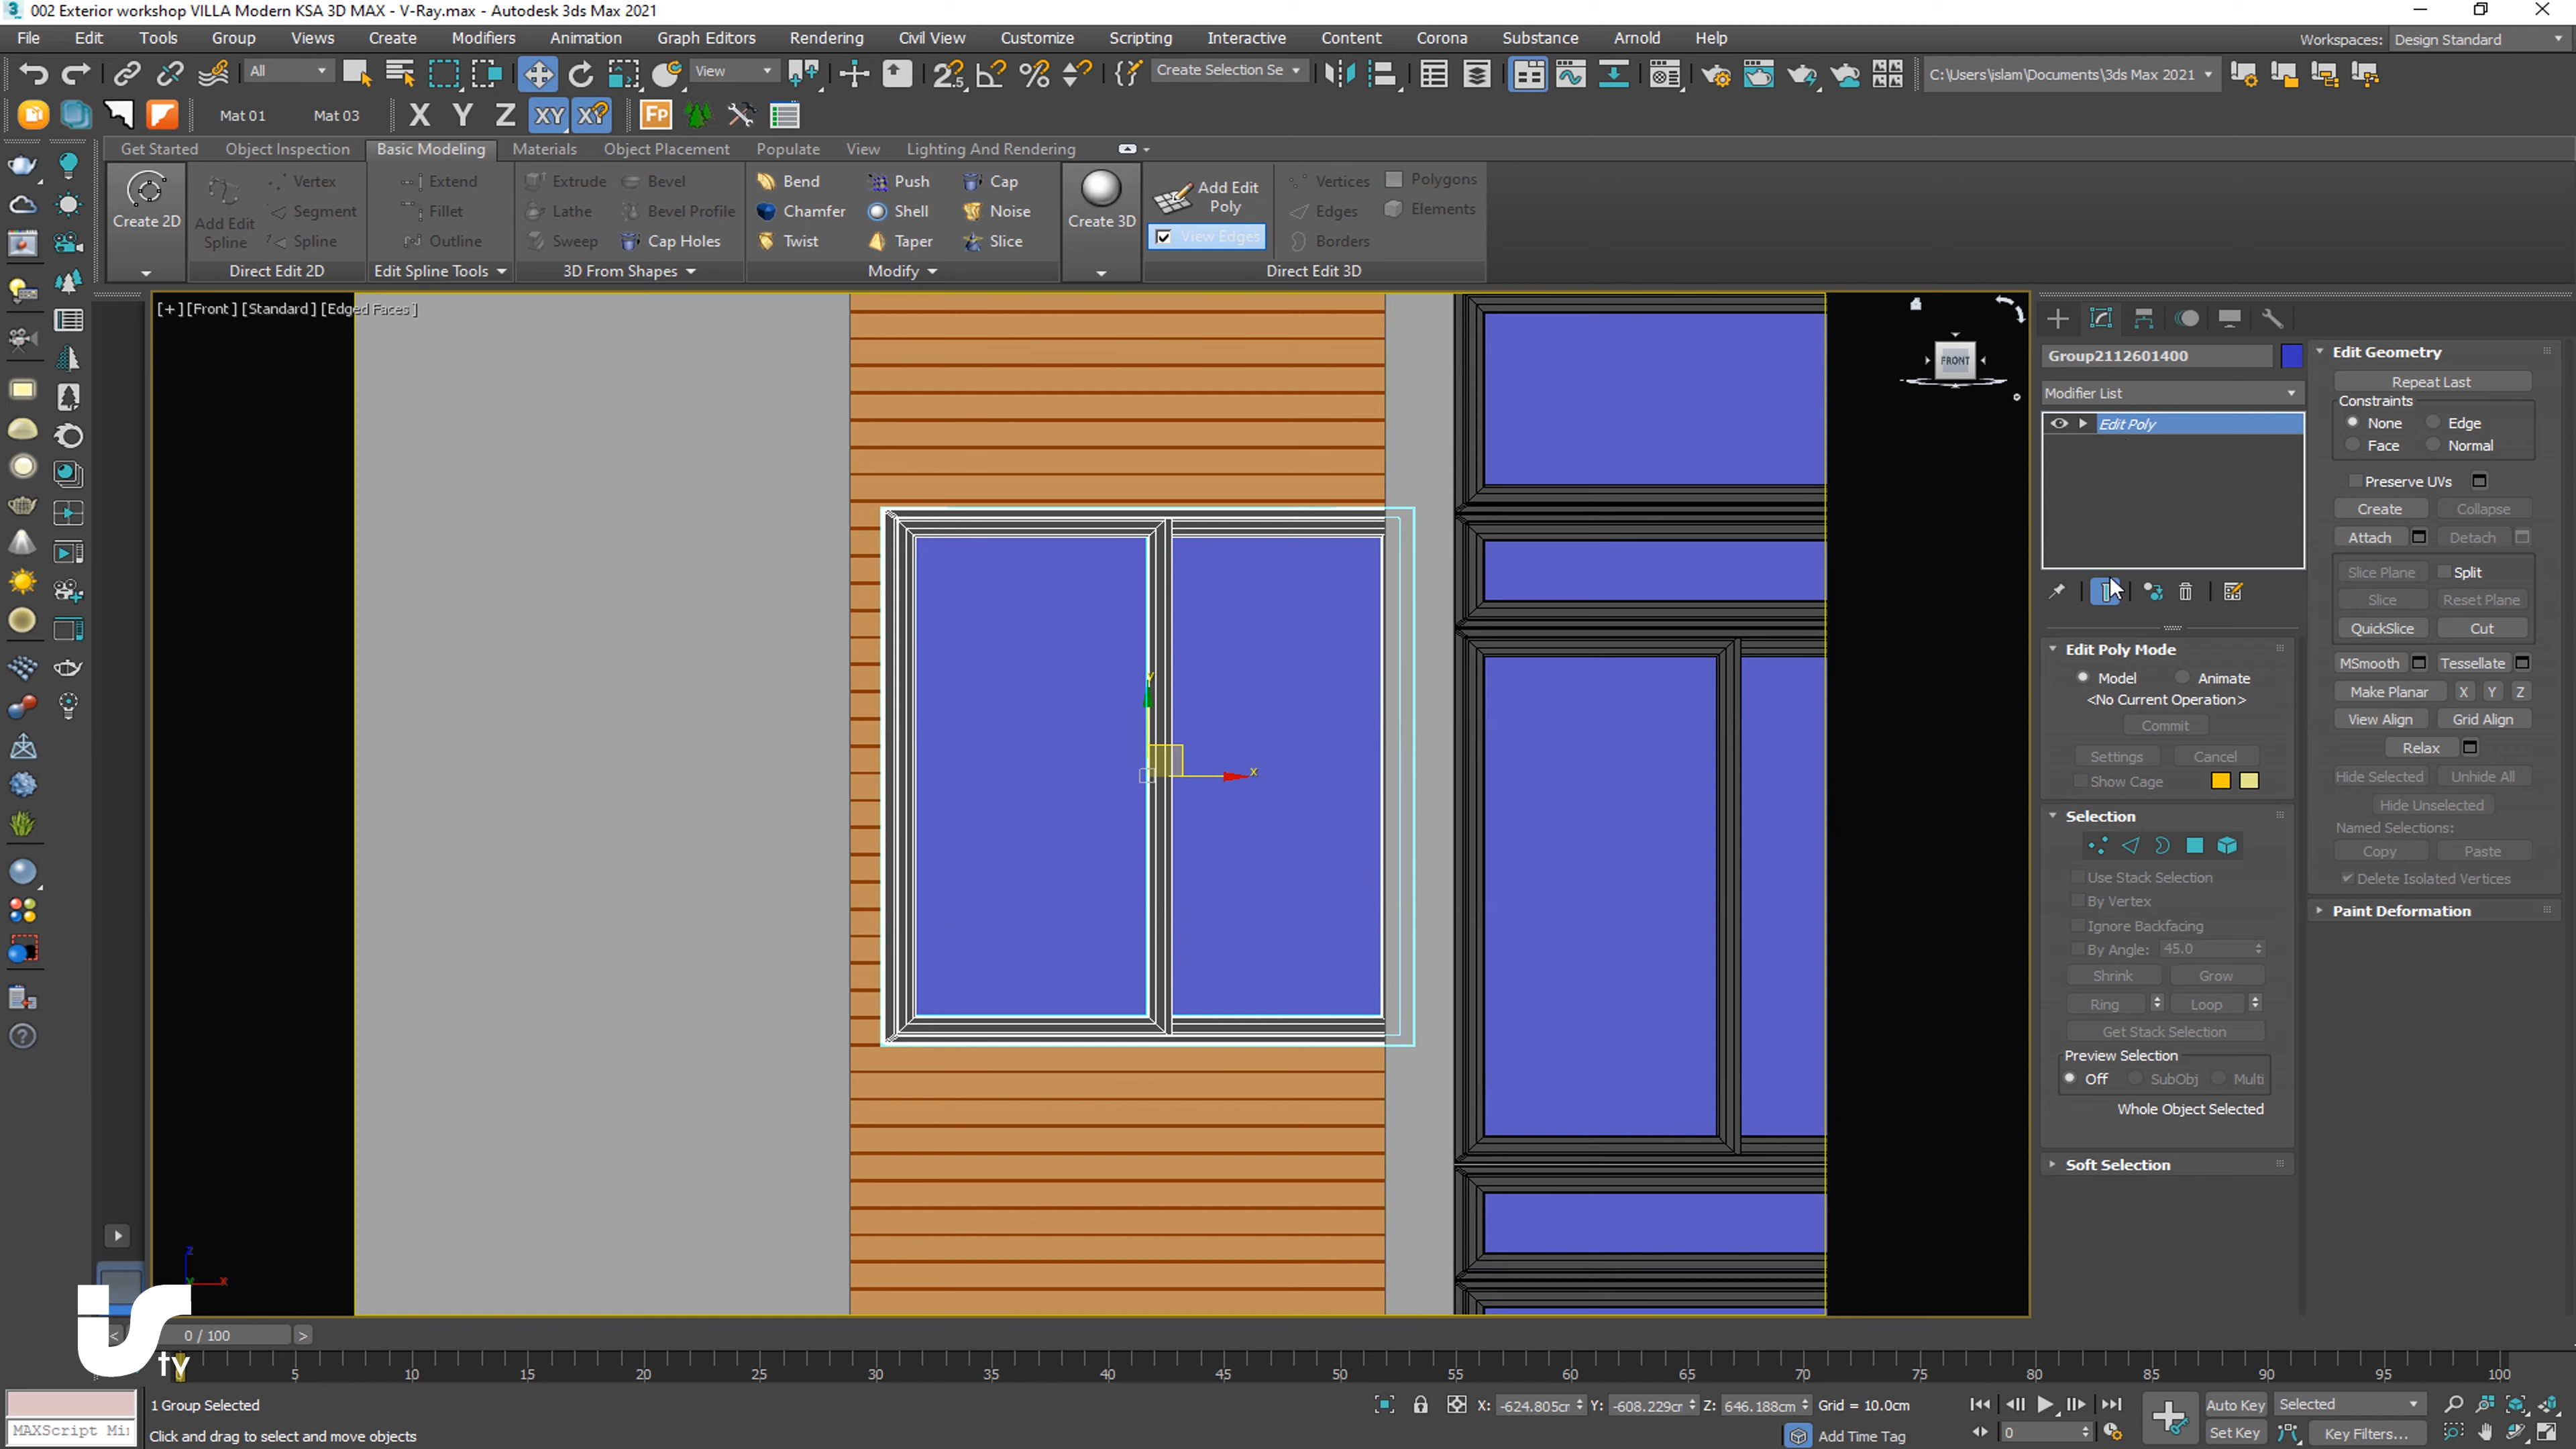 002 Exterior workshop VILLA Modern KSA 3D MAX - V-Ray.max - Autodesk 3ds Max 2021
File Edit Tools Group Views Create Modifiers Animation Graph Editors Rendering Civil View Customize Scripting Interactive Content Corona Substance Arnold Help Workspaces: Design Standard
All View Create Selection Se C:\Users\islam\Documents\3ds Max 2021
Mat 01 Mat 03 X Y Z XY X? Fp
Get Started Object Inspection Basic Modeling Materials Object Placement Populate View Lighting And Rendering
Create 2D
Add Edit Spline
Vertex
Segment
Spline
Direct Edit 2D
Extend
Fillet
Outline
Edit Spline Tools
Extrude Bevel
Lathe Bevel Profile
Sweep Cap Holes
3D From Shapes
Bend Push Cap
Chamfer Shell Noise
Twist Taper Slice
Modify
Create 3D
Add Edit Poly
View Edges
Vertices Polygons
Edges Elements
Borders
Direct Edit 3D
[+] [Front ] [Standard ] [Edged Faces ]
FRONT
y
x
z
x
Group2112601400
Modifier List
Edit Poly
Edit Poly Mode
Model Animate
<No Current Operation>
Commit
Settings Cancel
Show Cage
Selection
Use Stack Selection
By Vertex
Ignore Backfacing
By Angle: 45.0
Shrink Grow
Ring Loop
Get Stack Selection
Preview Selection
Off SubObj Multi
Whole Object Selected
Soft Selection
Edit Geometry
Repeat Last
Constraints
None Edge
Face Normal
Preserve UVs
Create Collapse
Attach Detach
Slice Plane Split
Slice Reset Plane
QuickSlice Cut
MSmooth Tessellate
Make Planar X Y Z
View Align Grid Align
Relax
Hide Selected Unhide All
Hide Unselected
Named Selections:
Copy Paste
Delete Isolated Vertices
Paint Deformation
ty
< 0 / 100 >
5 10 15 20 25 30 35 40 45 50 55 60 65 70 75 80 85 90 95 100
1 Group Selected
MAXScript Mi
Click and drag to select and move objects
X: -624.805cr Y: -608.229cr Z: 646.188cm Grid = 10.0cm
Add Time Tag
0
Auto Key Selected
Set Key Key Filters...